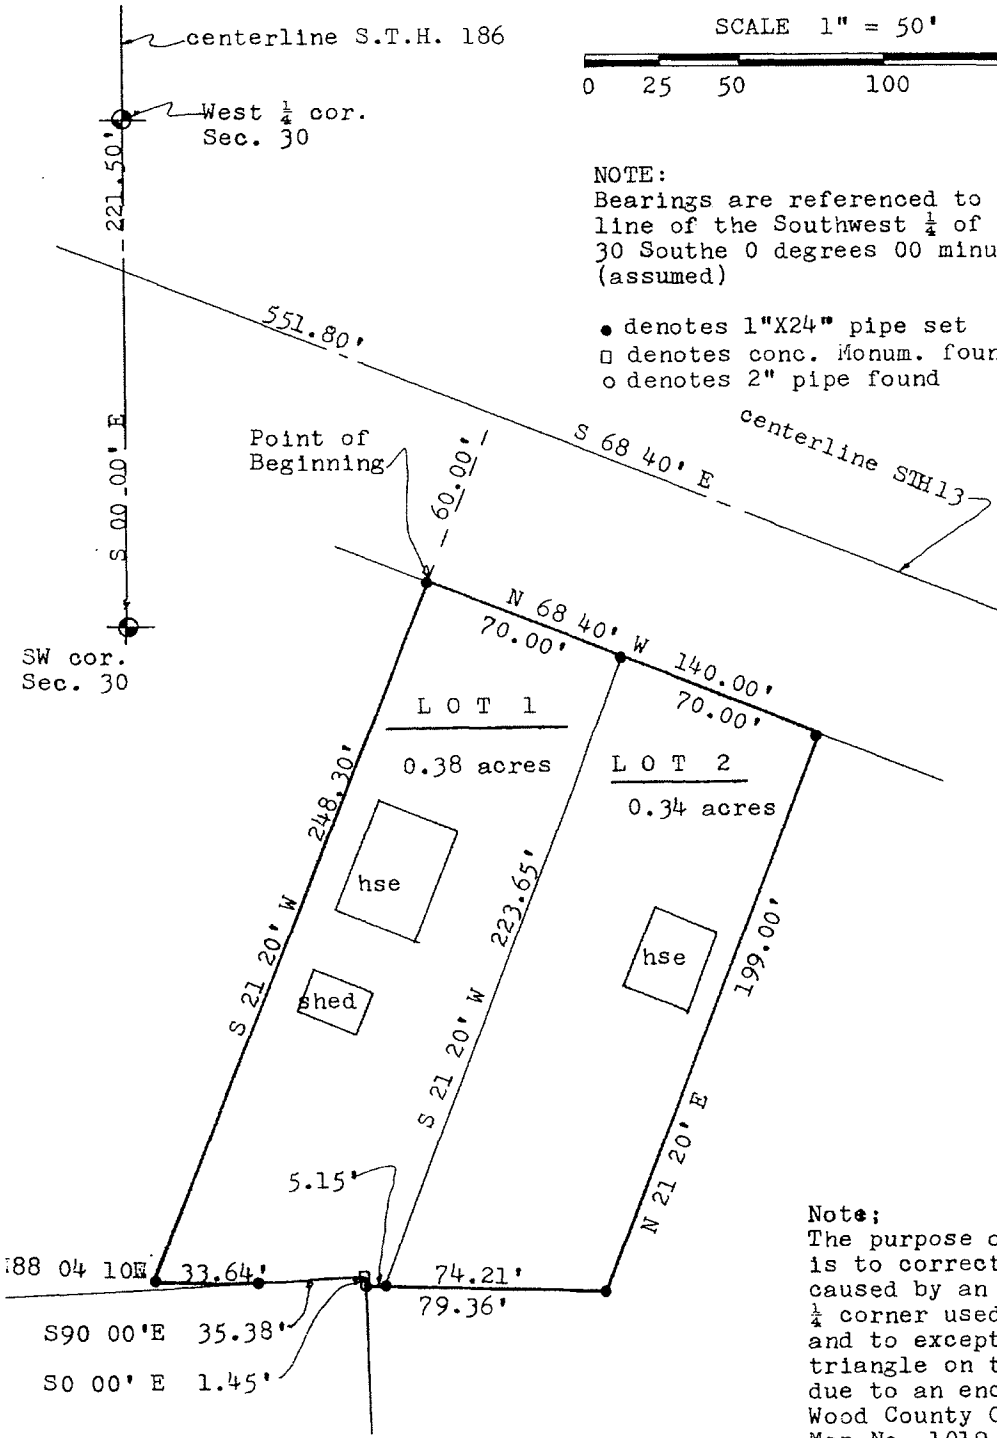 centerline S.T.H. 186
SCALE 1" = 50'
0 25 50 100
West ¼ cor.
Sec. 30
221.50'
NOTE:
Bearings are referenced to
line of the Southwest ¼ of
30 Southe 0 degrees 00 minu
(assumed)
551.80'
● denotes 1"X24" pipe set
□ denotes conc. Monum. foun
o denotes 2" pipe found
S 68 40' E
centerline STH 13
Point of
Beginning
60.00'
S 00 00' E
N 68 40' W
70.00'
140.00'
70.00'
SW cor.
Sec. 30
LOT 1
0.38 acres
LOT 2
0.34 acres
248.30'
hse
223.65'
hse
199.00'
S 21 20' W
shed
S 21 20' W
N 21 20' E
5.15'
88 04 10E
33.64'
74.21'
79.36'
S90 00'E 35.38'
S0 00' E 1.45'
Note;
The purpose o
is to correct
caused by an
¼ corner used
and to except
triangle on t
due to an enc
Wood County C
Map No. 1019